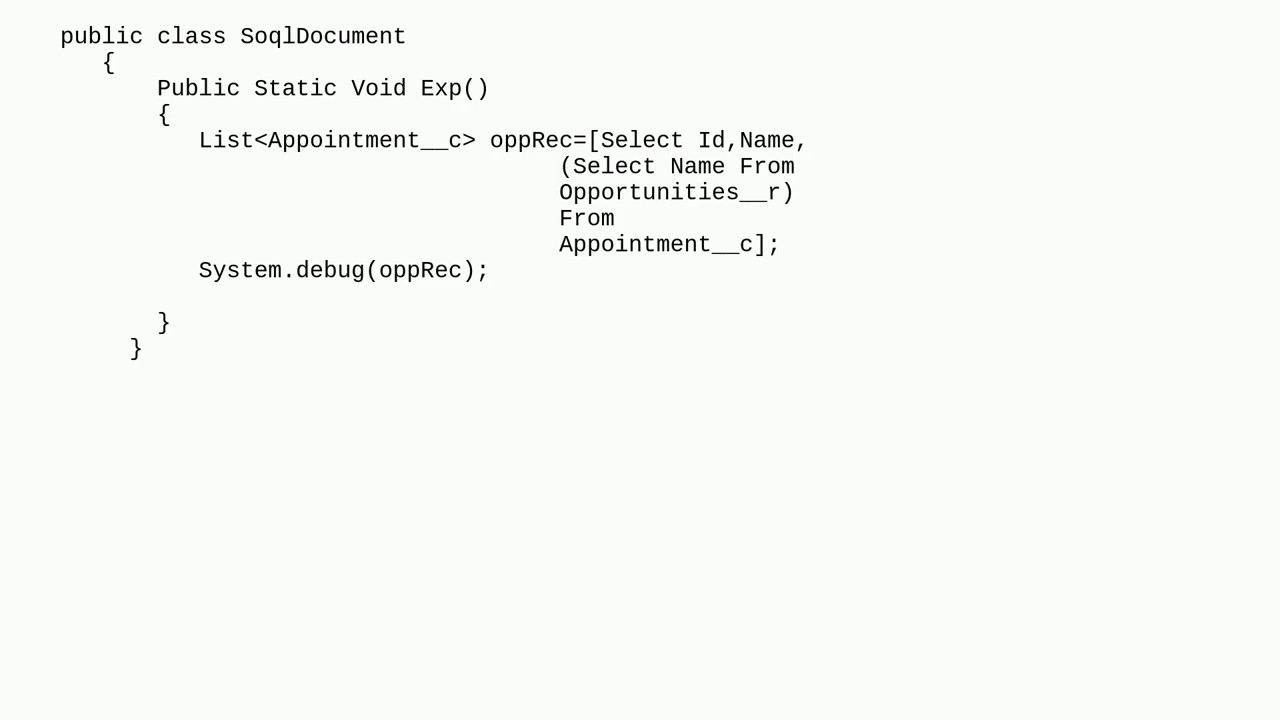 public class SoqlDocument
{
Public Static Void Exp()
{
List<Appointment__c> oppRec=[Select Id,Name,
(Select Name From
Opportunities__r)
From
Appointment__c];
System.debug(oppRec);
}
}